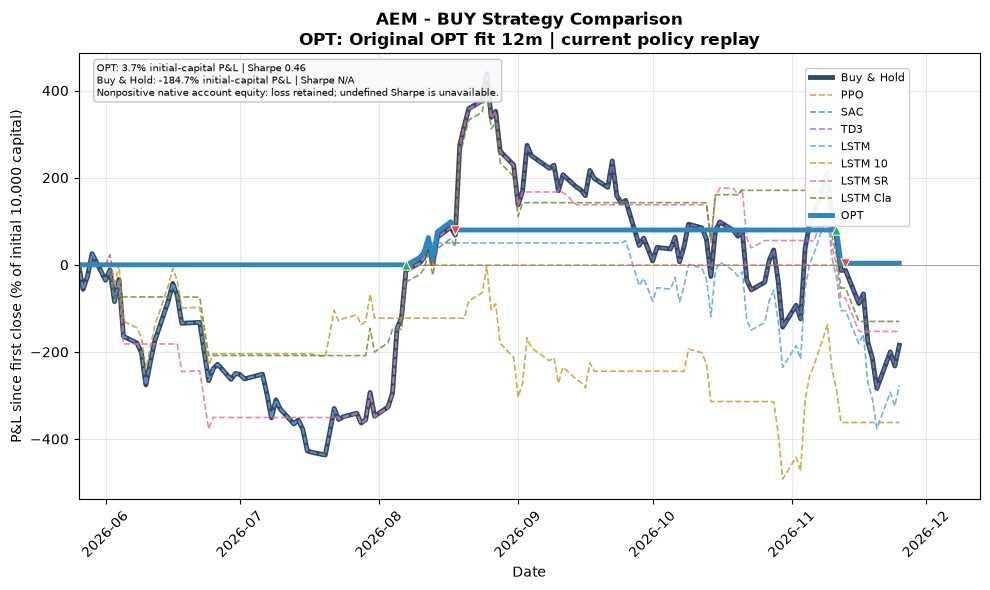 AEM - BUY Strategy Comparison
OPT: Original OPT fit 12m | current policy replay
OPT: 3.7% initial-capital P&L | Sharpe 0.46
Buy & Hold: -184.7% initial-capital P&L | Sharpe N/A
Nonpositive native account equity: loss retained; undefined Sharpe is unavailable.
Buy & Hold
PPO
SAC
TD3
LSTM
LSTM 10
LSTM SR
LSTM Cla
OPT
P&L since first close (% of initial 10,000 capital)
400
200
0
−200
−400
2026-06
2026-07
2026-08
2026-09
2026-10
2026-11
2026-12
Date